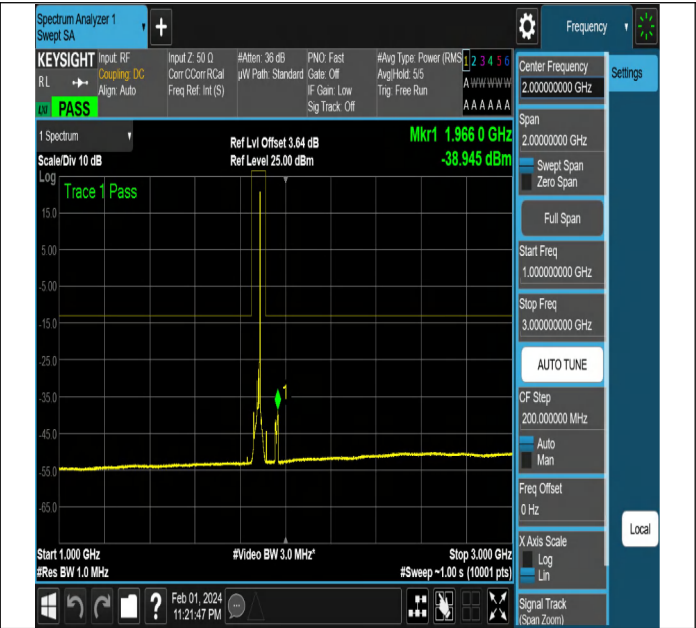 Spectrum Analyzer 1
Swept SA
+
Frequency
KEYSIGHT
RL
Input: RF
Coupling: DC
Align: Auto
Input Z: 50 Ω
Corr CCorr RCal
Freq Ref: Int (S)
#Atten: 36 dB
µW Path: Standard
PNO: Fast
Gate: Off
IF Gain: Low
Sig Track: Off
#Avg Type: Power (RMS
Avg|Hold: 5/5
Trig: Free Run
1 2 3 4 5 6
A W W W W W
A A A A A A
PASS
1 Spectrum
Scale/Div 10 dB
Ref Lvl Offset 3.64 dB
Ref Level 25.00 dBm
Mkr1 1.966 0 GHz
-38.945 dBm
Log
Trace 1 Pass
15.0
5.00
-5.00
-15.0
-25.0
-35.0
-45.0
-55.0
-65.0
1
Start 1.000 GHz
#Res BW 1.0 MHz
#Video BW 3.0 MHz*
Stop 3.000 GHz
#Sweep ~1.00 s (10001 pts)
Feb 01, 2024
11:21:47 PM
?
Center Frequency
2.000000000 GHz
Settings
Span
2.00000000 GHz
Swept Span
Zero Span
Full Span
Start Freq
1.000000000 GHz
Stop Freq
3.000000000 GHz
AUTO TUNE
CF Step
200.000000 MHz
Auto
Man
Freq Offset
0 Hz
X Axis Scale
Log
Lin
Local
Signal Track
(Span Zoom)